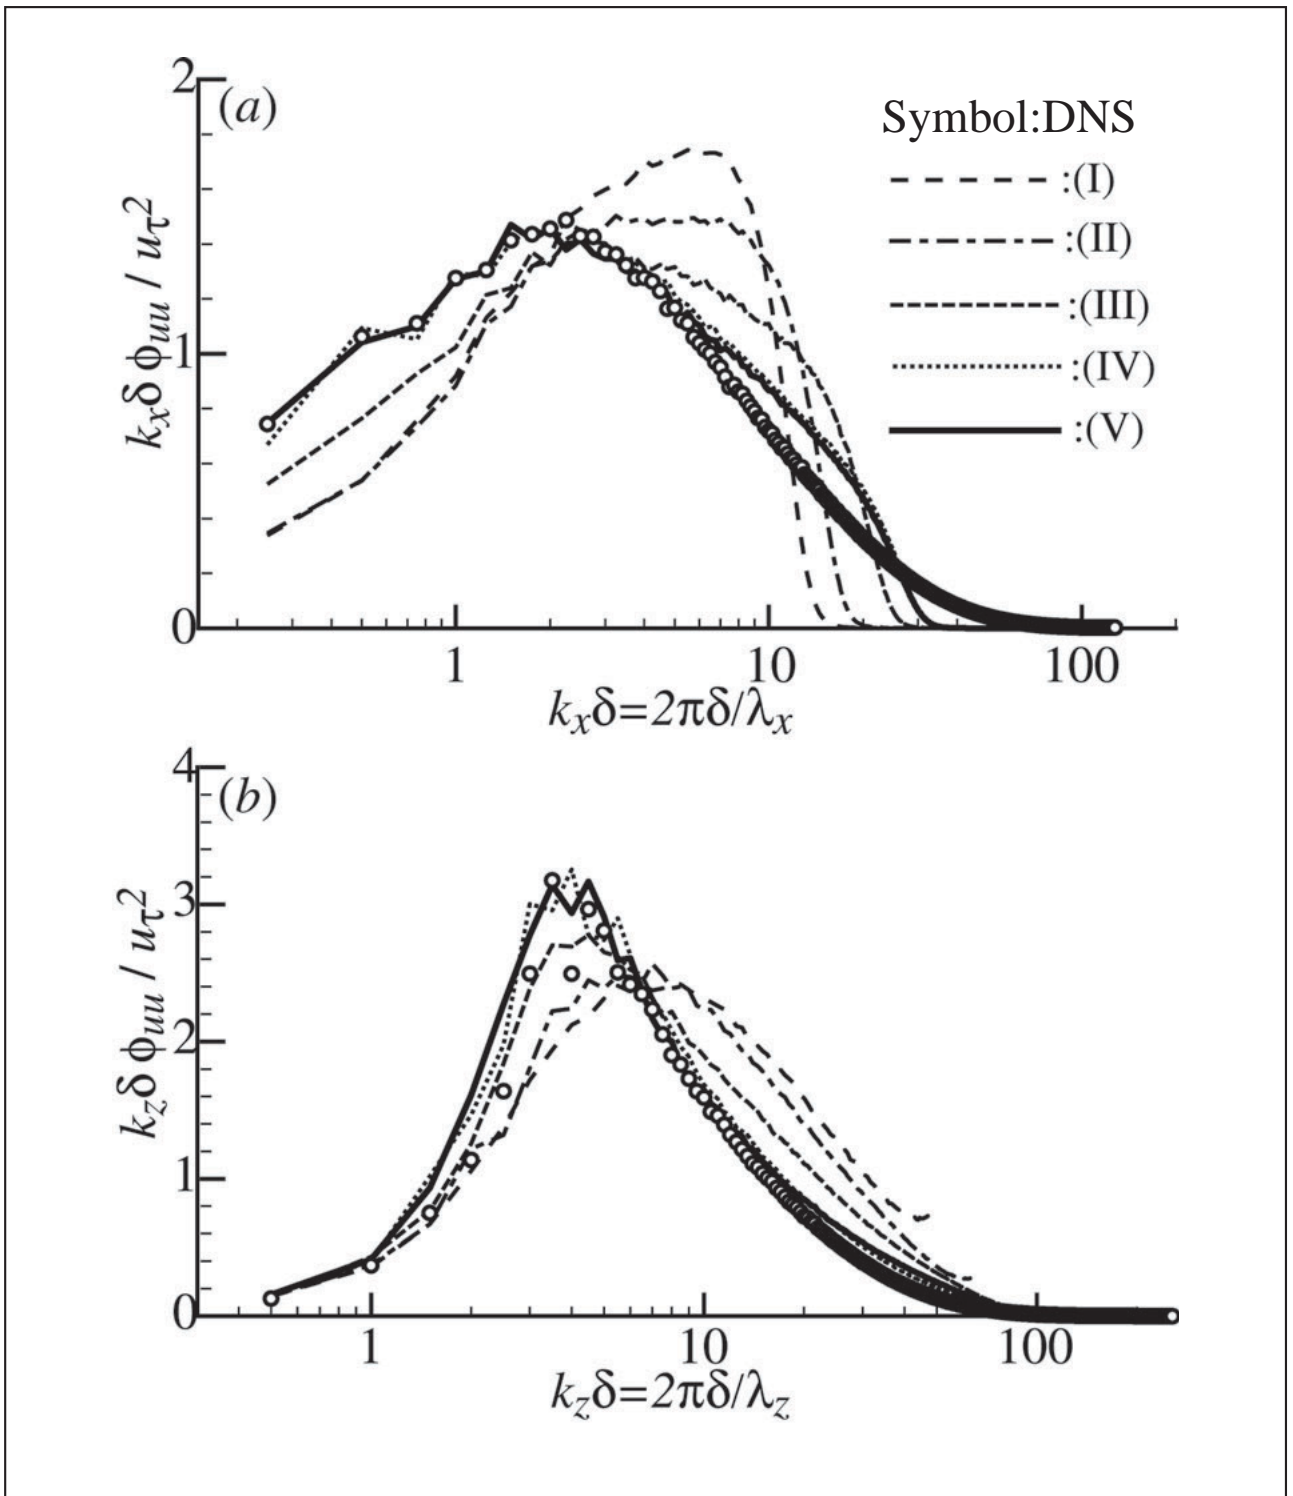 2
(a)
Symbol:DNS
:(I)
:(II)
:(III)
:(IV)
:(V)
kxδ ϕuu / uτ2
1
0
1
10
100
kxδ=2πδ/λx
4
(b)
3
kzδ ϕuu / uτ2
2
1
0
1
10
100
kzδ=2πδ/λz